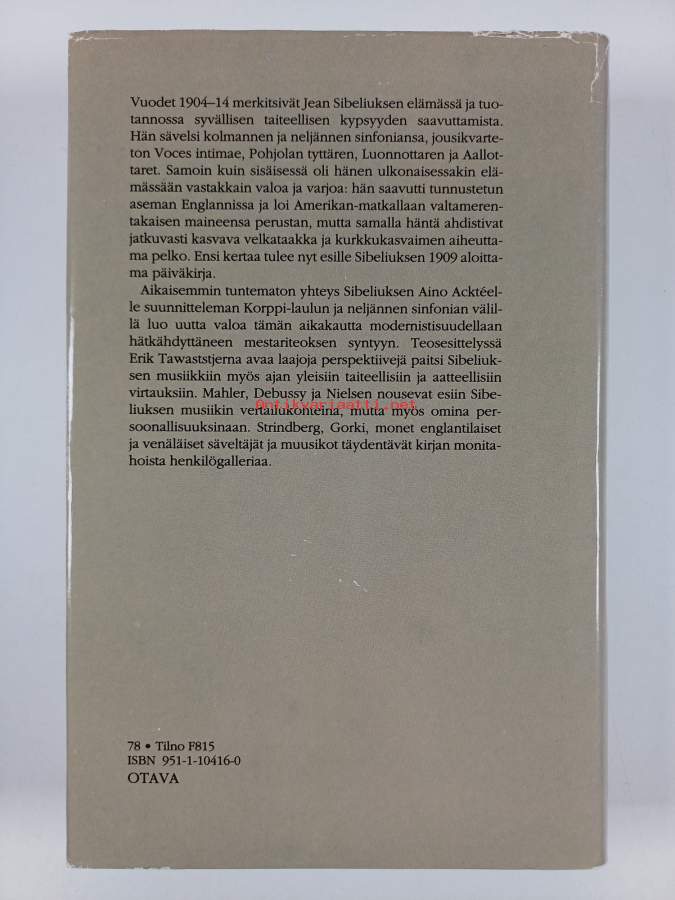 Vuodet 1904–14 merkitsivät Jean Sibeliuksen elämässä ja tuo-
tannossa syvällisen taiteellisen kypsyyden saavuttamista.
Hän sävelsi kolmannen ja neljännen sinfoniansa, jousikvarte-
ton Voces intimae, Pohjolan tyttären, Luonnottaren ja Aallot-
taret. Samoin kuin sisäisessä oli hänen ulkonaisessakin elä-
mässään vastakkain valoa ja varjoa: hän saavutti tunnustetun
aseman Englannissa ja loi Amerikan-matkallaan valtameren-
takaisen maineensa perustan, mutta samalla häntä ahdistivat
jatkuvasti kasvava velkataakka ja kurkkukasvaimen aiheutta-
ma pelko. Ensi kertaa tulee nyt esille Sibeliuksen 1909 aloitta-
ma päiväkirja.
Aikaisemmin tuntematon yhteys Sibeliuksen Aino Acktéel-
le suunnitteleman Korppi-laulun ja neljännen sinfonian välil-
lä luo uutta valoa tämän aikakautta modernistisuudellaan
hätkähdyttäneen mestariteoksen syntyyn. Teosesittelyssä
Erik Tawaststjerna avaa laajoja perspektiivejä paitsi Sibeliuk-
sen musiikkiin myös ajan yleisiin taiteellisiin ja aatteellisiin
virtauksiin. Mahler, Debussy ja Nielsen nousevat esiin Sibe-
Antikvariaatti.net
liuksen musiikin vertailukohteina, mutta myös omina per-
soonallisuuksinaan. Strindberg, Gorki, monet englantilaiset
ja venäläiset säveltäjät ja muusikot täydentävät kirjan monita-
hoista henkilögalleriaa.
78 • Tilno F815
ISBN 951-1-10416-0
OTAVA